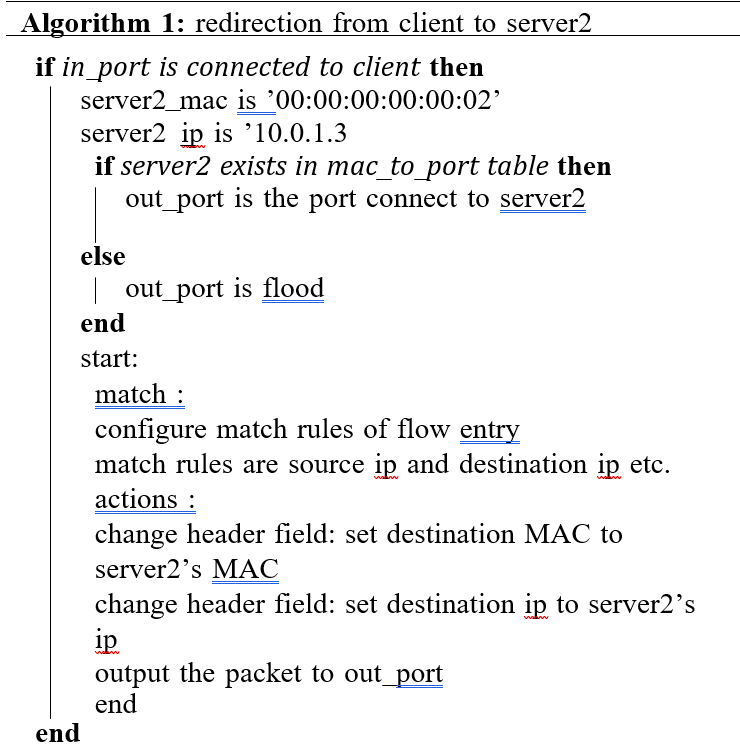 Algorithm 1: redirection from client to server2
if in_port is connected to client then
server2_mac is ’00:00:00:00:00:02’
server2_ip is ’10.0.1.3
if server2 exists in mac_to_port table then
out_port is the port connect to server2
else
out_port is flood
end
start:
match :
configure match rules of flow entry
match rules are source ip and destination ip etc.
actions :
change header field: set destination MAC to
server2’s MAC
change header field: set destination ip to server2’s
ip
output the packet to out_port
end
end